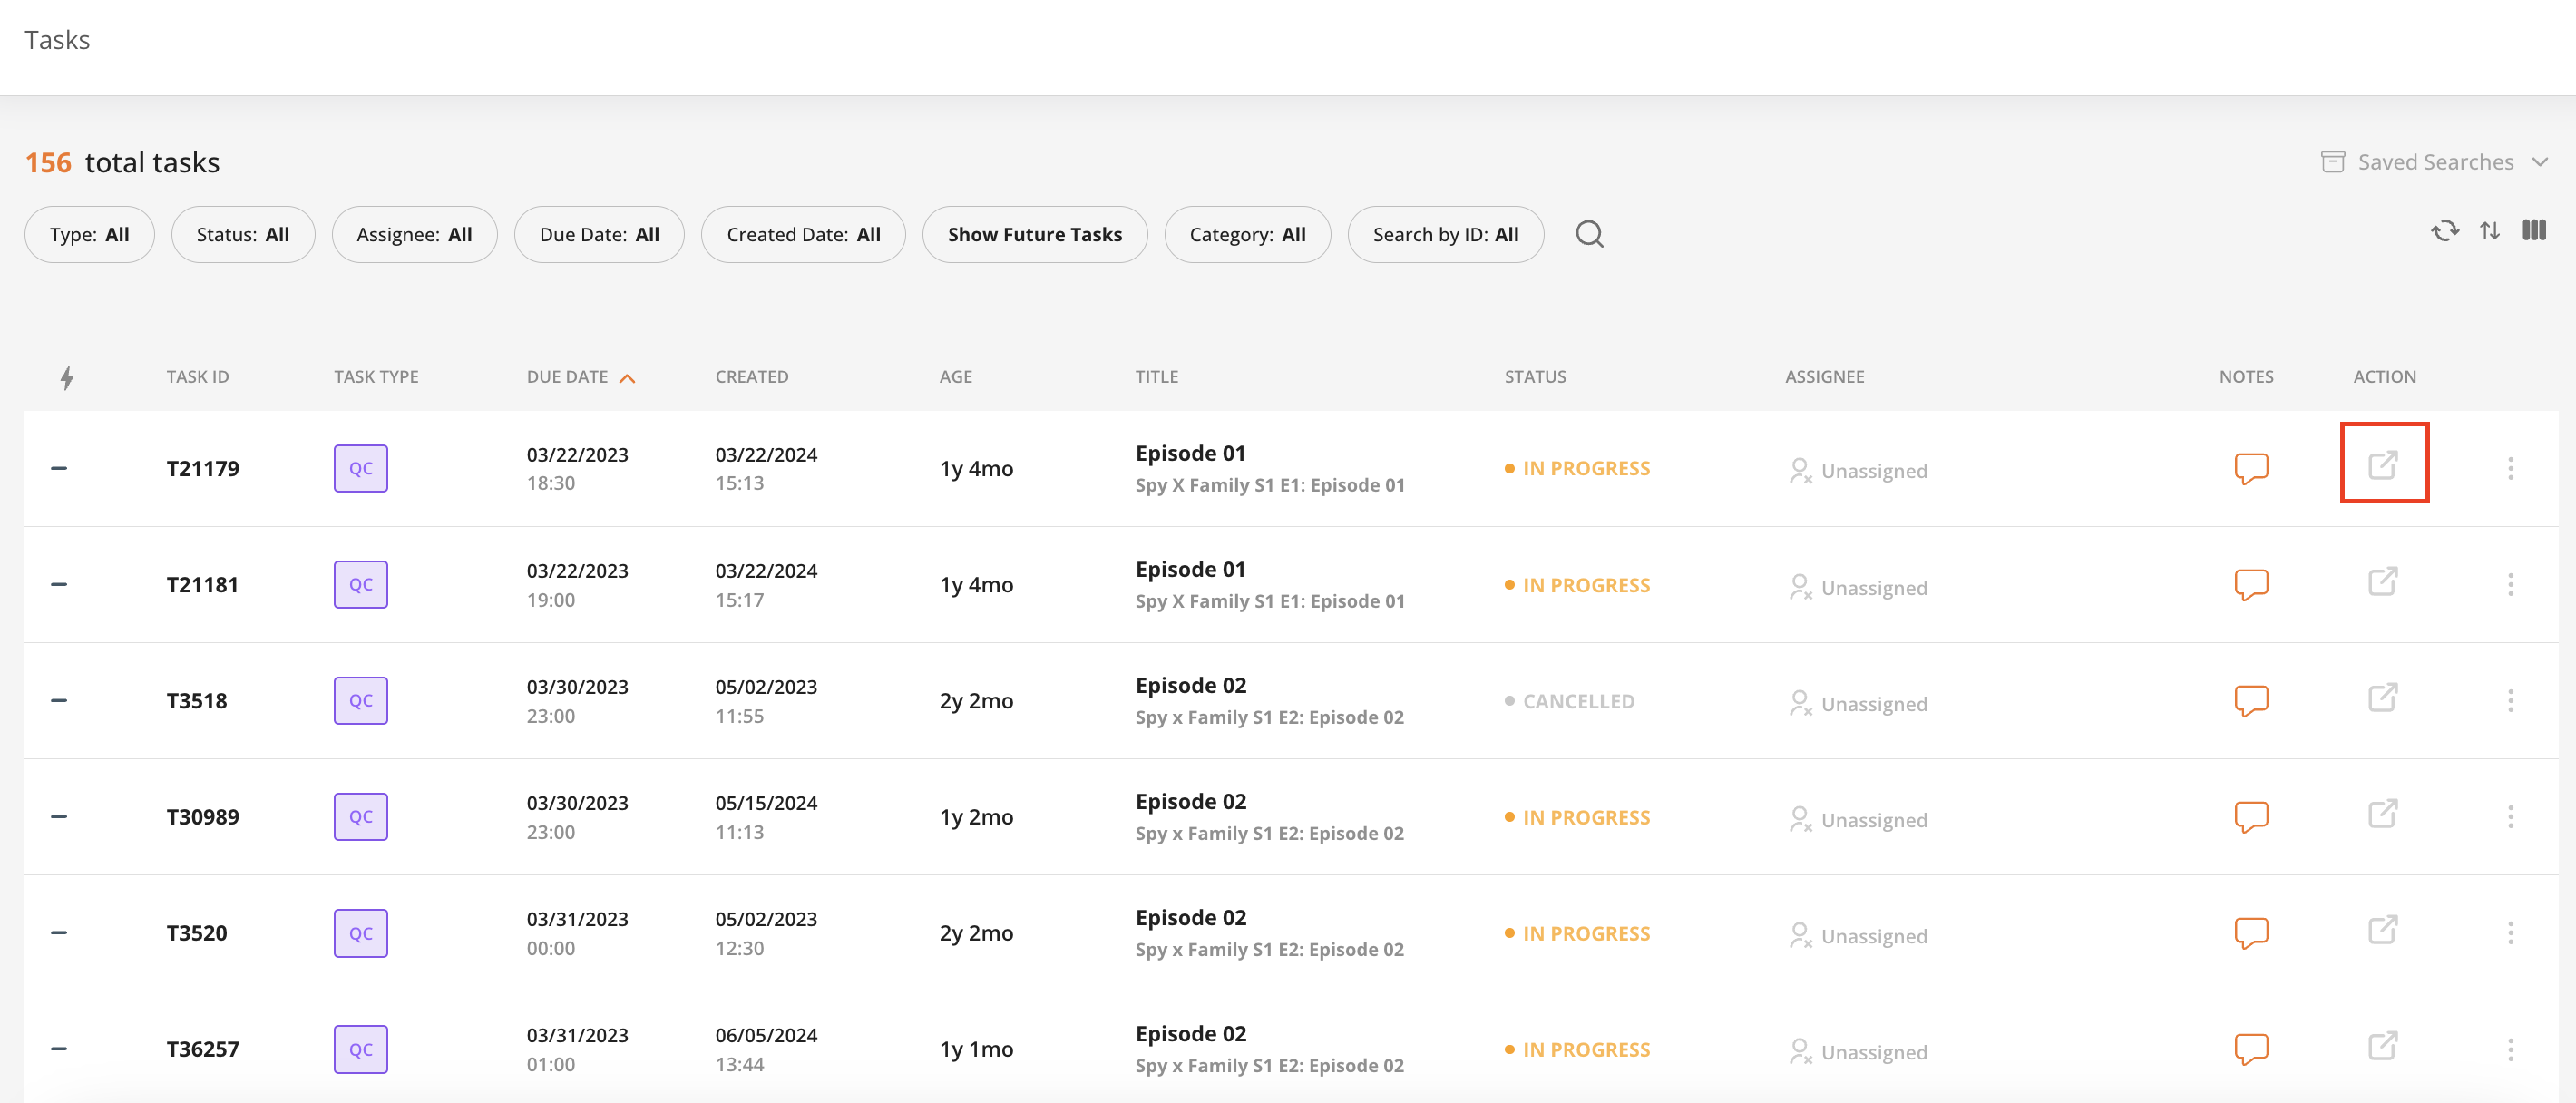 Tasks
156 total tasks
Saved Searches
Type: All
Status: All
Assignee: All
Due Date: All
Created Date: All
Show Future Tasks
Category: All
Search by ID: All
TASK ID TASK TYPE DUE DATE CREATED AGE TITLE STATUS ASSIGNEE NOTES ACTION
T21179 QC 03/22/2023 03/22/2024 1y 4mo Episode 01 IN PROGRESS Unassigned
18:30 15:13 Spy X Family S1 E1: Episode 01
T21181 QC 03/22/2023 03/22/2024 1y 4mo Episode 01 IN PROGRESS Unassigned
19:00 15:17 Spy X Family S1 E1: Episode 01
T3518 QC 03/30/2023 05/02/2023 2y 2mo Episode 02 CANCELLED Unassigned
23:00 11:55 Spy x Family S1 E2: Episode 02
T30989 QC 03/30/2023 05/15/2024 1y 2mo Episode 02 IN PROGRESS Unassigned
23:00 11:13 Spy x Family S1 E2: Episode 02
T3520 QC 03/31/2023 05/02/2023 2y 2mo Episode 02 IN PROGRESS Unassigned
00:00 12:30 Spy x Family S1 E2: Episode 02
T36257 QC 03/31/2023 06/05/2024 1y 1mo Episode 02 IN PROGRESS Unassigned
01:00 13:44 Spy x Family S1 E2: Episode 02